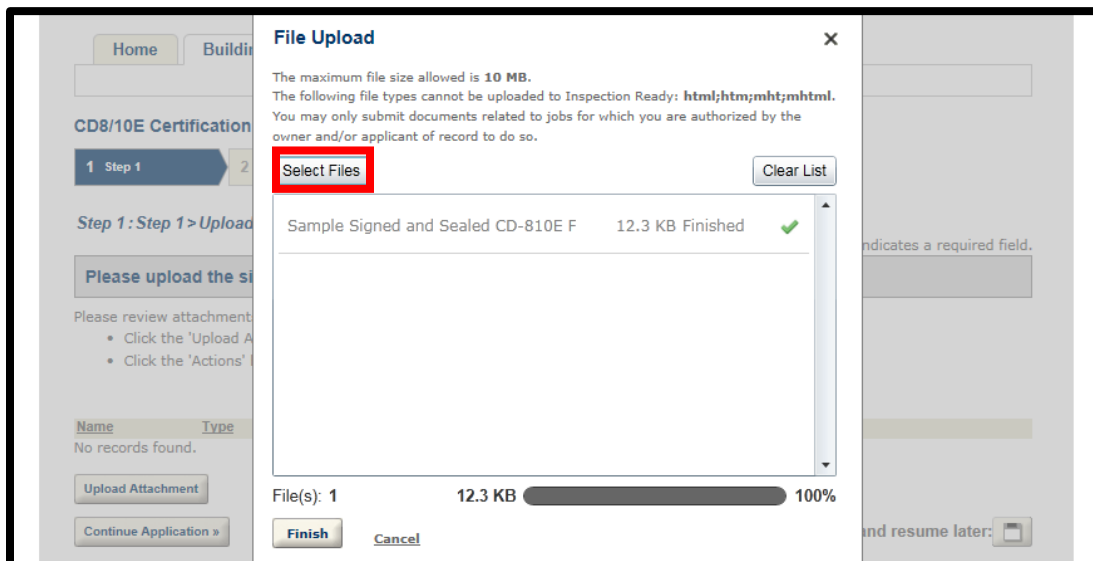 Home
Buildin
CD8/10E Certification
1 Step 1
2
Step 1 : Step 1 > Upload
ndicates a required field.
Please upload the si
Please review attachment
• Click the 'Upload A
• Click the 'Actions'
Name Type
No records found.
Upload Attachment
Continue Application »
and resume later:
File Upload
The maximum file size allowed is 10 MB.
The following file types cannot be uploaded to Inspection Ready: html;htm;mht;mhtml.
You may only submit documents related to jobs for which you are authorized by the
owner and/or applicant of record to do so.
Select Files
Clear List
Sample Signed and Sealed CD-810E F 12.3 KB Finished
File(s): 1 12.3 KB 100%
Finish Cancel